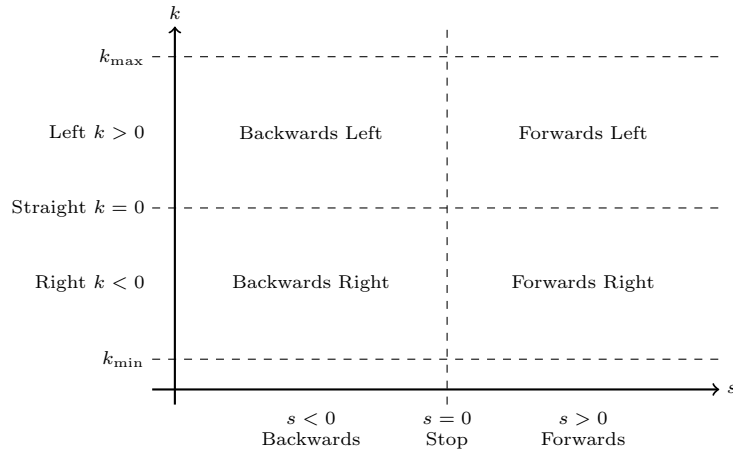 k
k_max
Left k > 0 Backwards Left Forwards Left
Straight k = 0
Right k < 0 Backwards Right Forwards Right
k_min
s
s < 0 s = 0 s > 0
Backwards Stop Forwards